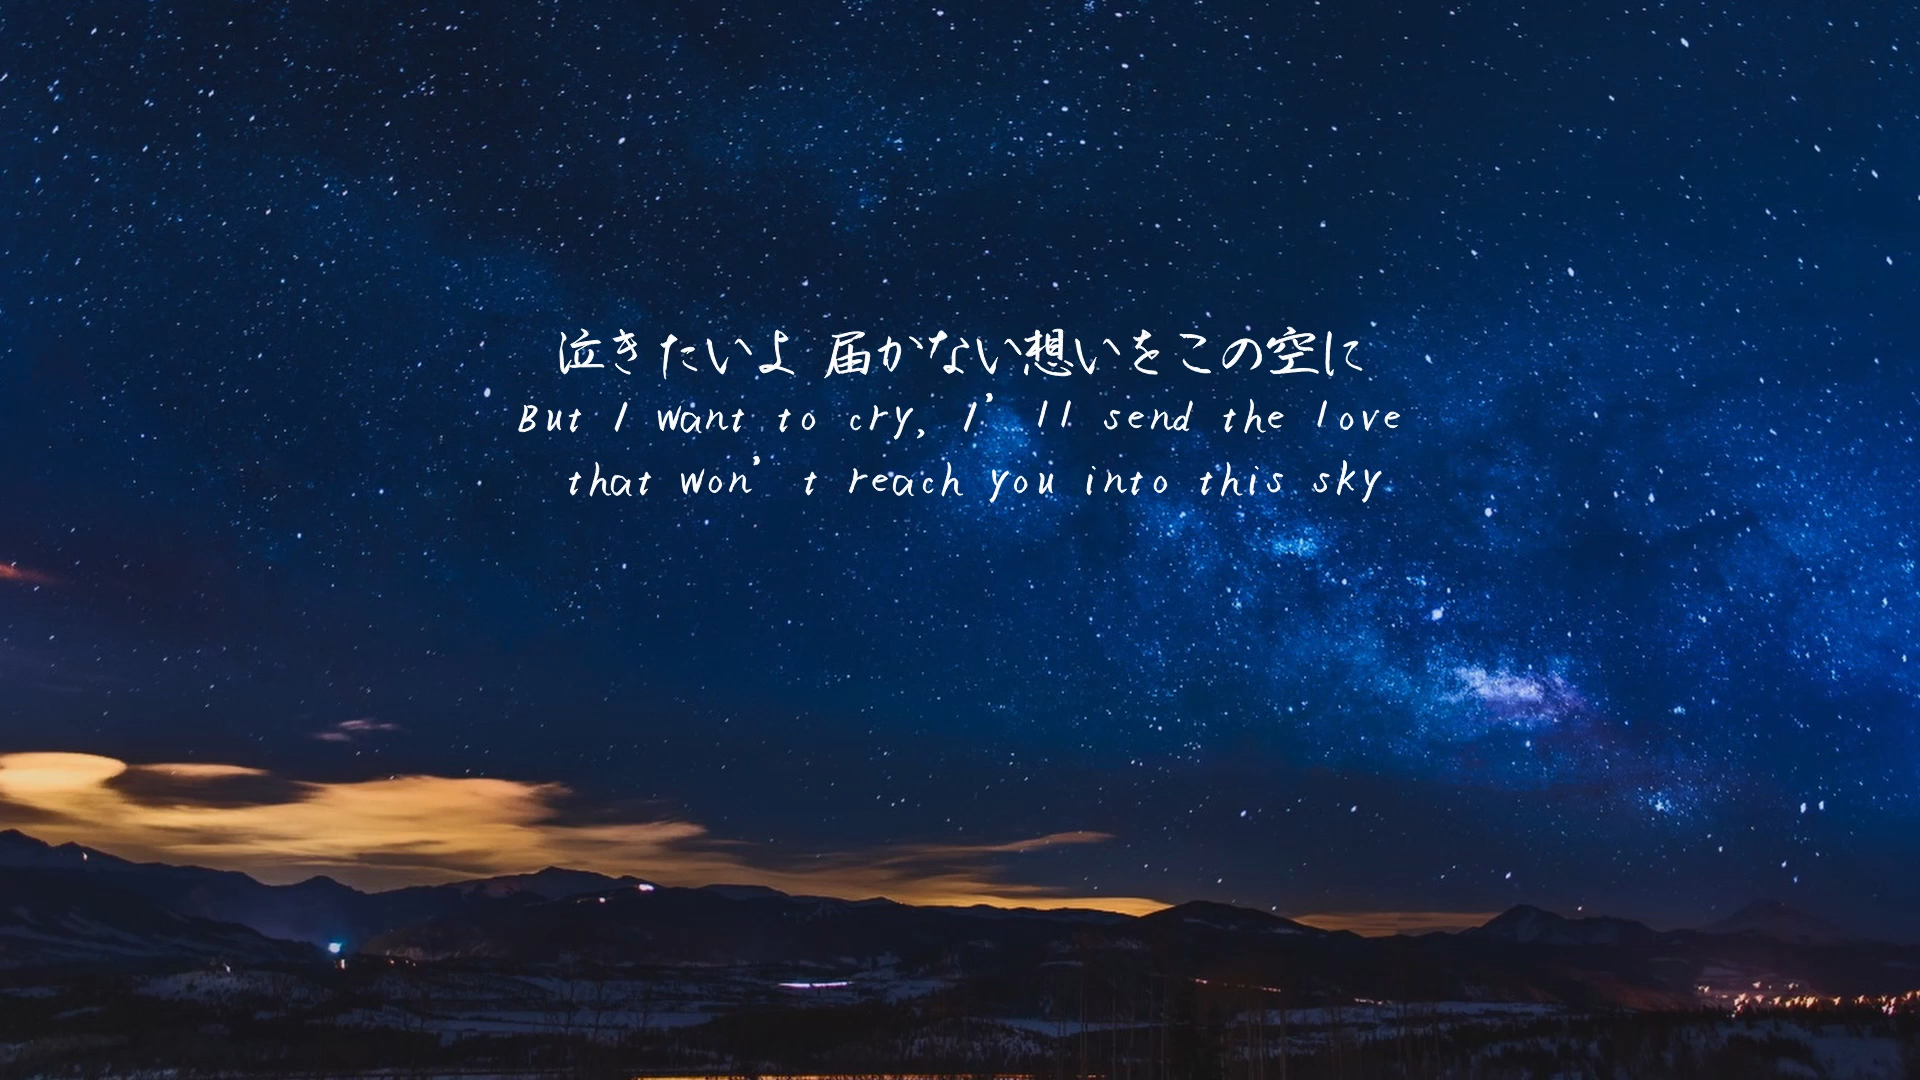 泣きたいよ 届かない想いをこの空に
But I want to cry, I’ll send the love
that won’t reach you into this sky